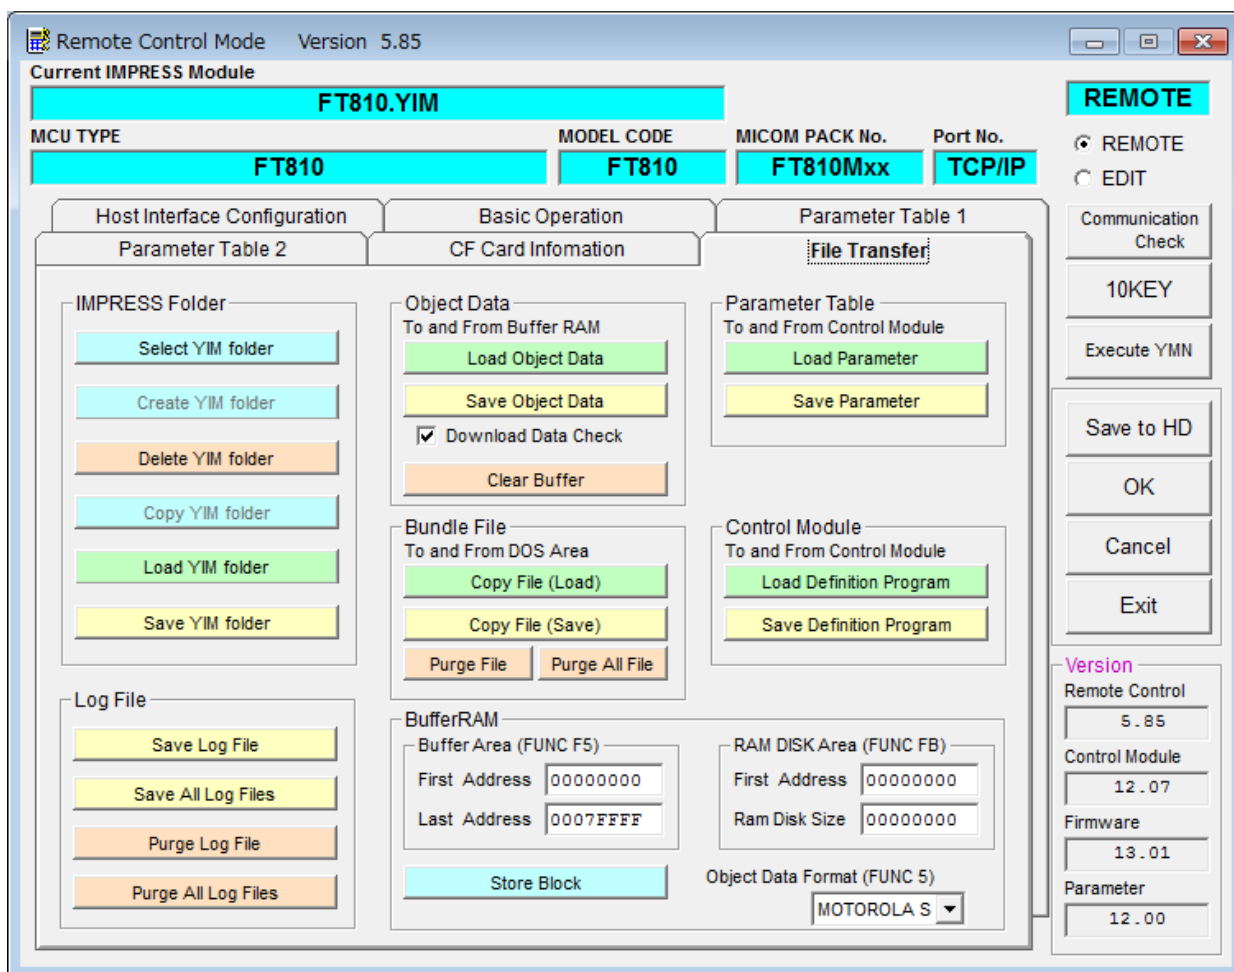 Remote Control Mode Version 5.85
Current IMPRESS Module
FT810.YIM
REMOTE
MCU TYPE
MODEL CODE
MICOM PACK No.
Port No.
FT810
FT810
FT810Mxx
TCP/IP
REMOTE
EDIT
Host Interface Configuration
Basic Operation
Parameter Table 1
Parameter Table 2
CF Card Infomation
File Transfer
Communication
Check
10KEY
Execute YMN
Save to HD
OK
Cancel
Exit
IMPRESS Folder
Select YIM folder
Create YIM folder
Delete YIM folder
Copy YIM folder
Load YIM folder
Save YIM folder
Object Data
To and From Buffer RAM
Load Object Data
Save Object Data
Download Data Check
Clear Buffer
Parameter Table
To and From Control Module
Load Parameter
Save Parameter
Bundle File
To and From DOS Area
Copy File (Load)
Copy File (Save)
Purge File
Purge All File
Control Module
To and From Control Module
Load Definition Program
Save Definition Program
Log File
Save Log File
Save All Log Files
Purge Log File
Purge All Log Files
BufferRAM
Buffer Area (FUNC F5)
First Address 00000000
Last Address 0007FFFF
RAM DISK Area (FUNC FB)
First Address 00000000
Ram Disk Size 00000000
Store Block
Object Data Format (FUNC 5)
MOTOROLA S
Version
Remote Control
5.85
Control Module
12.07
Firmware
13.01
Parameter
12.00